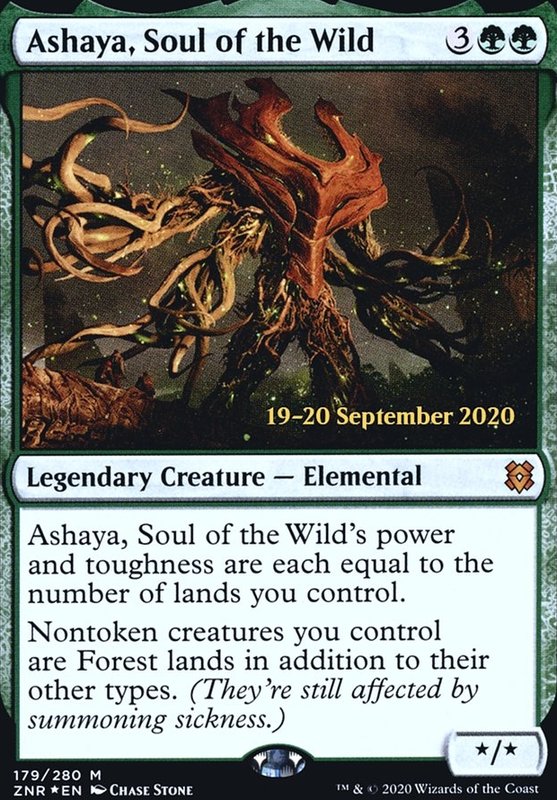 Ashaya, Soul of the Wild 3
19–20 September 2020
Legendary Creature — Elemental
Ashaya, Soul of the Wild's power
and toughness are each equal to the
number of lands you control.
Nontoken creatures you control
are Forest lands in addition to their
other types. (They're still affected by
summoning sickness.)
*/*
179/280 M
ZNR ★ EN Chase Stone
™ & © 2020 Wizards of the Coast